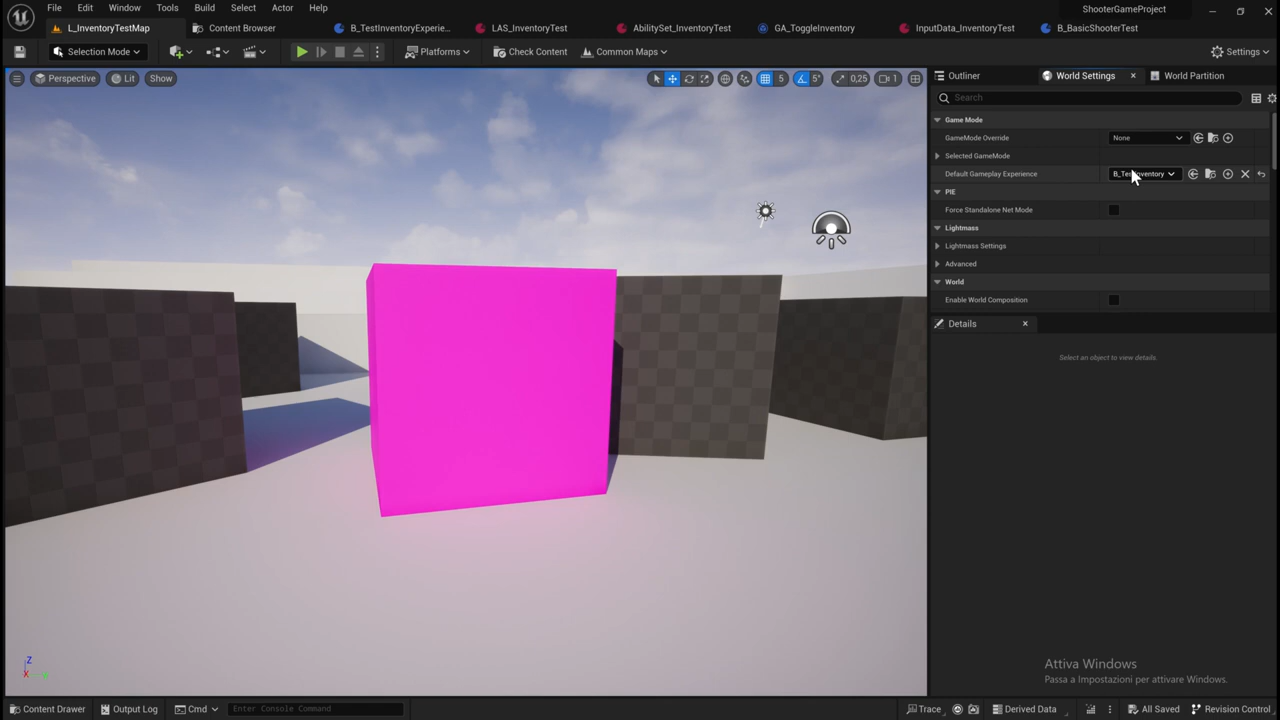 File Edit Window Tools Build Select Actor Help
ShooterGameProject
L_InventoryTestMap Content Browser B_TestInventoryExperie... LAS_InventoryTest AbilitySet_InventoryTest GA_ToggleInventory InputData_InventoryTest B_BasicShooterTest
Selection Mode Platforms Check Content Common Maps Settings
Perspective Lit Show 5 5° 0,25 1
Outliner World Settings World Partition
Search
Game Mode
GameMode Override None
Selected GameMode
Default Gameplay Experience
PIE
Force Standalone Net Mode
Lightmass
Lightmass Settings
Advanced
World
Enable World Composition
Details
Select an object to view details.
Z
X
Attiva Windows
Passa a Impostazioni per attivare Windows.
Content Drawer Output Log Cmd Enter Console Command Trace Derived Data All Saved Revision Control